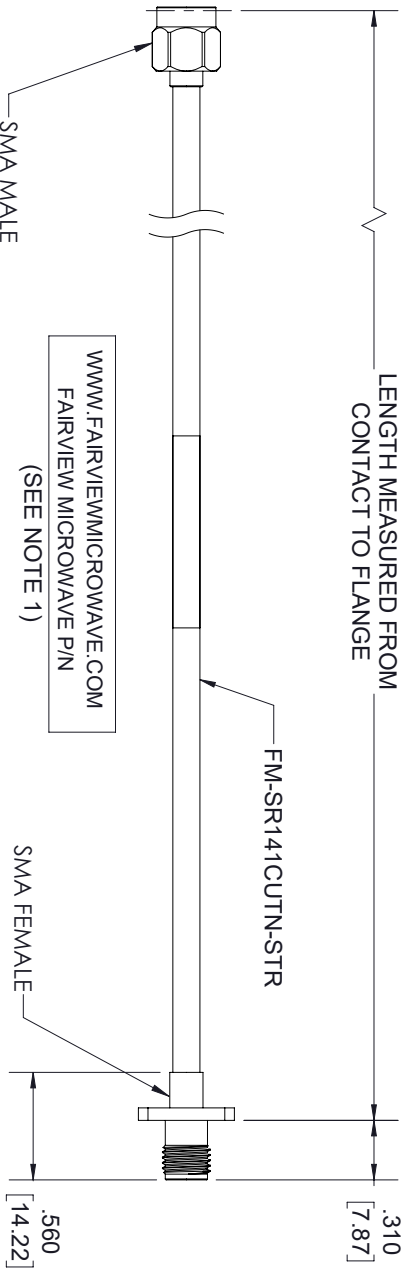 LENGTH MEASURED FROM
CONTACT TO FLANGE
.310
[7.87]
FM-SR141CUTN-STR
SMA MALE
WWW.FAIRVIEWMICROWAVE.COM
FAIRVIEW MICROWAVE P/N
(SEE NOTE 1)
SMA FEMALE
.560
[14.22]